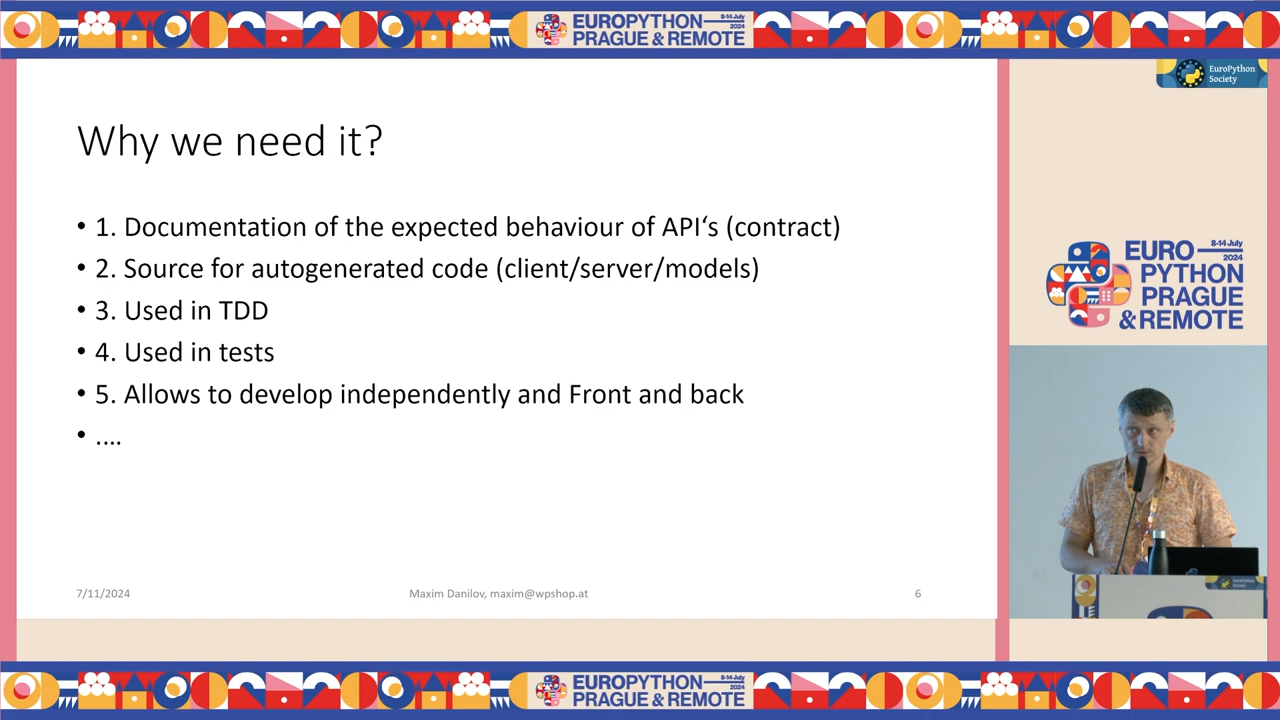 EUROPYTHON
8-14 July
2024
PRAGUE & REMOTE
EuroPython
Society
Why we need it?
• 1. Documentation of the expected behaviour of API‘s (contract)
• 2. Source for autogenerated code (client/server/models)
• 3. Used in TDD
• 4. Used in tests
• 5. Allows to develop independently and Front and back
• ....
7/11/2024
Maxim Danilov, maxim@wpshop.at
6
EURO
8-14 July
2024
PYTHON
PRAGUE
& REMOTE
EUROPYTHON
8-14 July
2024
PRAGUE & REMOTE